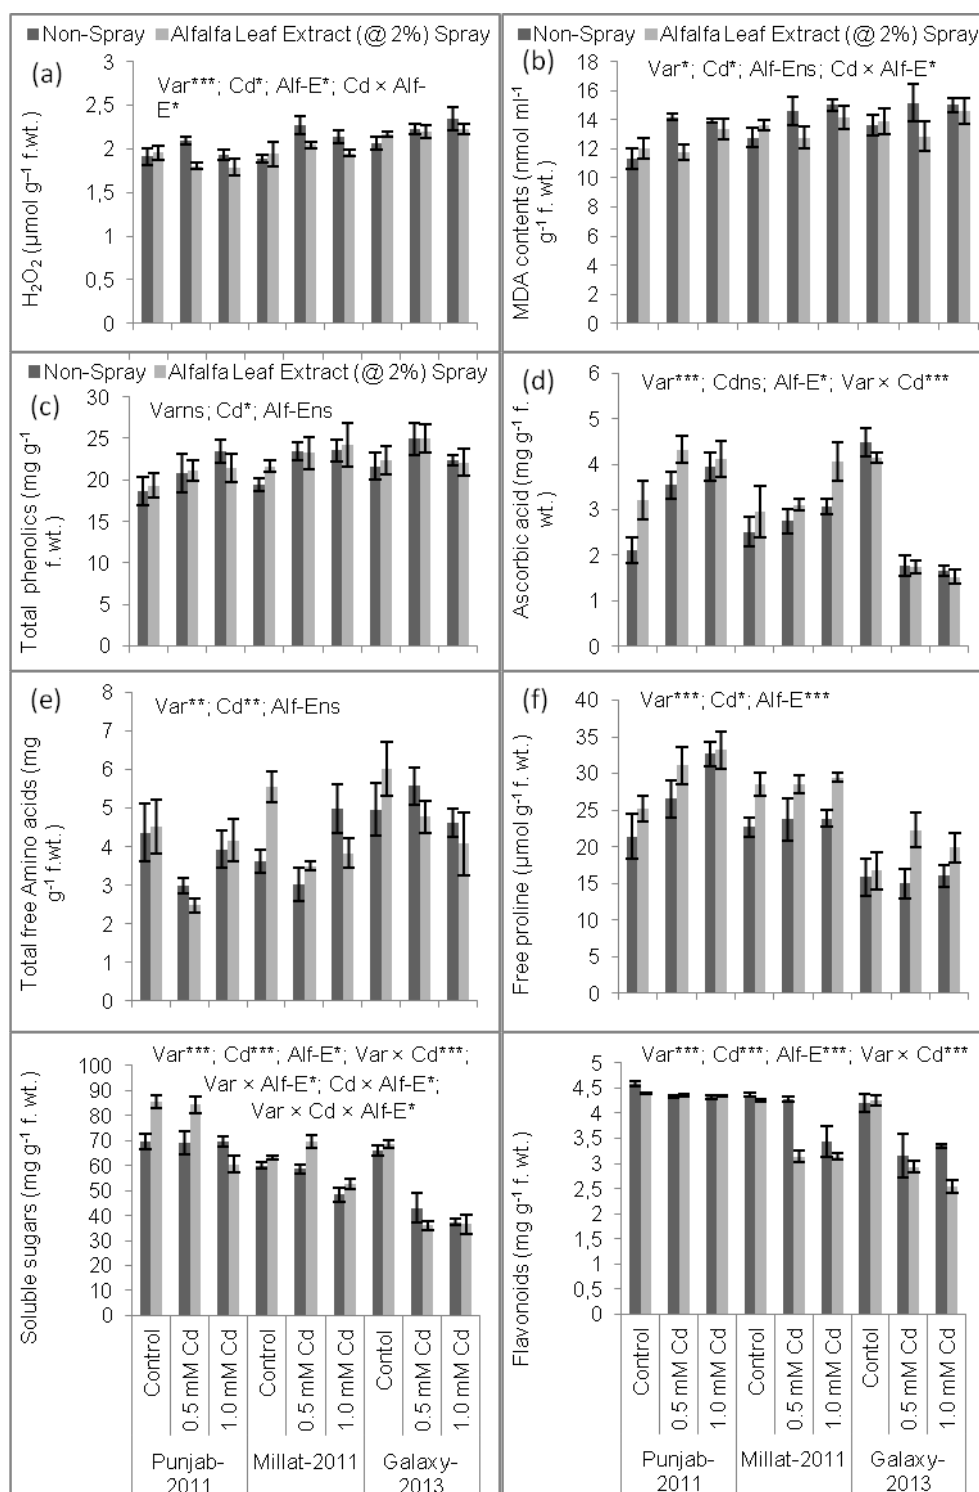 Non-Spray Alfalfa Leaf Extract (@ 2%) Spray
(a)
Var***; Cd*; Alf-E*; Cd × Alf-
E*
H₂O₂ (µmol g⁻¹ f.wt.)
3
2,5
2
1,5
1
0,5
0
Non-Spray Alfalfa Leaf Extract (@ 2%) Spray
(b)
Var*; Cd*; Alf-Ens; Cd × Alf-E*
MDA contents (nmol ml⁻¹
g⁻¹ f. wt.)
18
16
14
12
10
8
6
4
2
0
Non-Spray Alfalfa Leaf Extract (@ 2%) Spray
(c)
Varns; Cd*; Alf-Ens
Total phenolics (mg g⁻¹
f. wt.)
30
25
20
15
10
5
0
(d)
Var***; Cdns; Alf-E*; Var × Cd***
Ascorbic acid (mg g⁻¹ f.
wt.)
6
5
4
3
2
1
0
(e)
Var**; Cd**; Alf-Ens
Total free Amino acids (mg
g⁻¹ f.wt.)
8
7
6
5
4
3
2
1
0
(f)
Var***; Cd*; Alf-E***
Free proline (µmol g⁻¹ f. wt.)
40
35
30
25
20
15
10
5
0
Var***; Cd***; Alf-E*; Var × Cd***;
Var × Alf-E*; Cd × Alf-E*;
Var × Cd × Alf-E*
Soluble sugars (mg g⁻¹ f. wt.)
100
90
80
70
60
50
40
30
20
10
0
Control
0.5 mM Cd
1.0 mM Cd
Control
0.5 mM Cd
1.0 mM Cd
Contol
0.5 mM Cd
1.0 mM Cd
Punjab-
2011
Millat-2011
Galaxy-
2013
Var***; Cd***; Alf-E***; Var × Cd***
Flavonoids (mg g⁻¹ f. wt.)
5
4,5
4
3,5
3
2,5
2
1,5
1
0,5
0
Control
0.5 mM Cd
1.0 mM Cd
Control
0.5 mM Cd
1.0 mM Cd
Contol
0.5 mM Cd
1.0 mM Cd
Punjab-
2011
Millat-2011
Galaxy-
2013